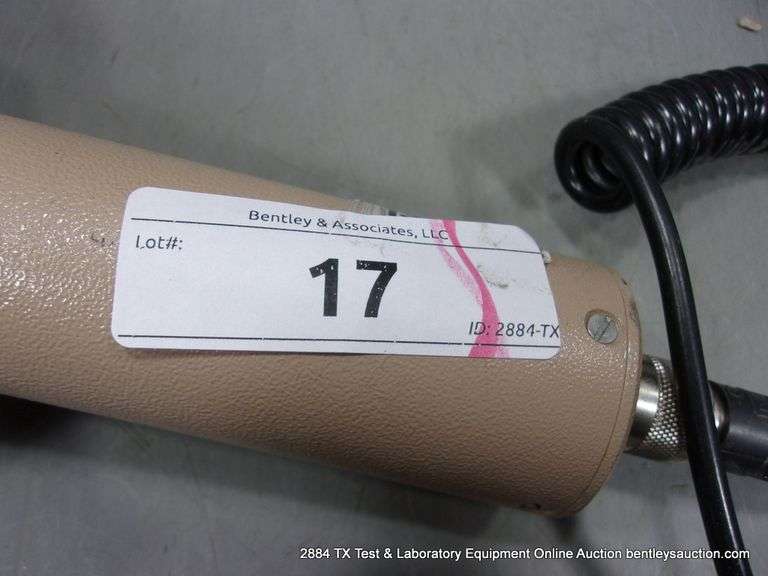 Bentley & Associates, LLC
Lot#:
17
ID: 2884-TX
2884 TX Test & Laboratory Equipment Online Auction bentleysauction.com